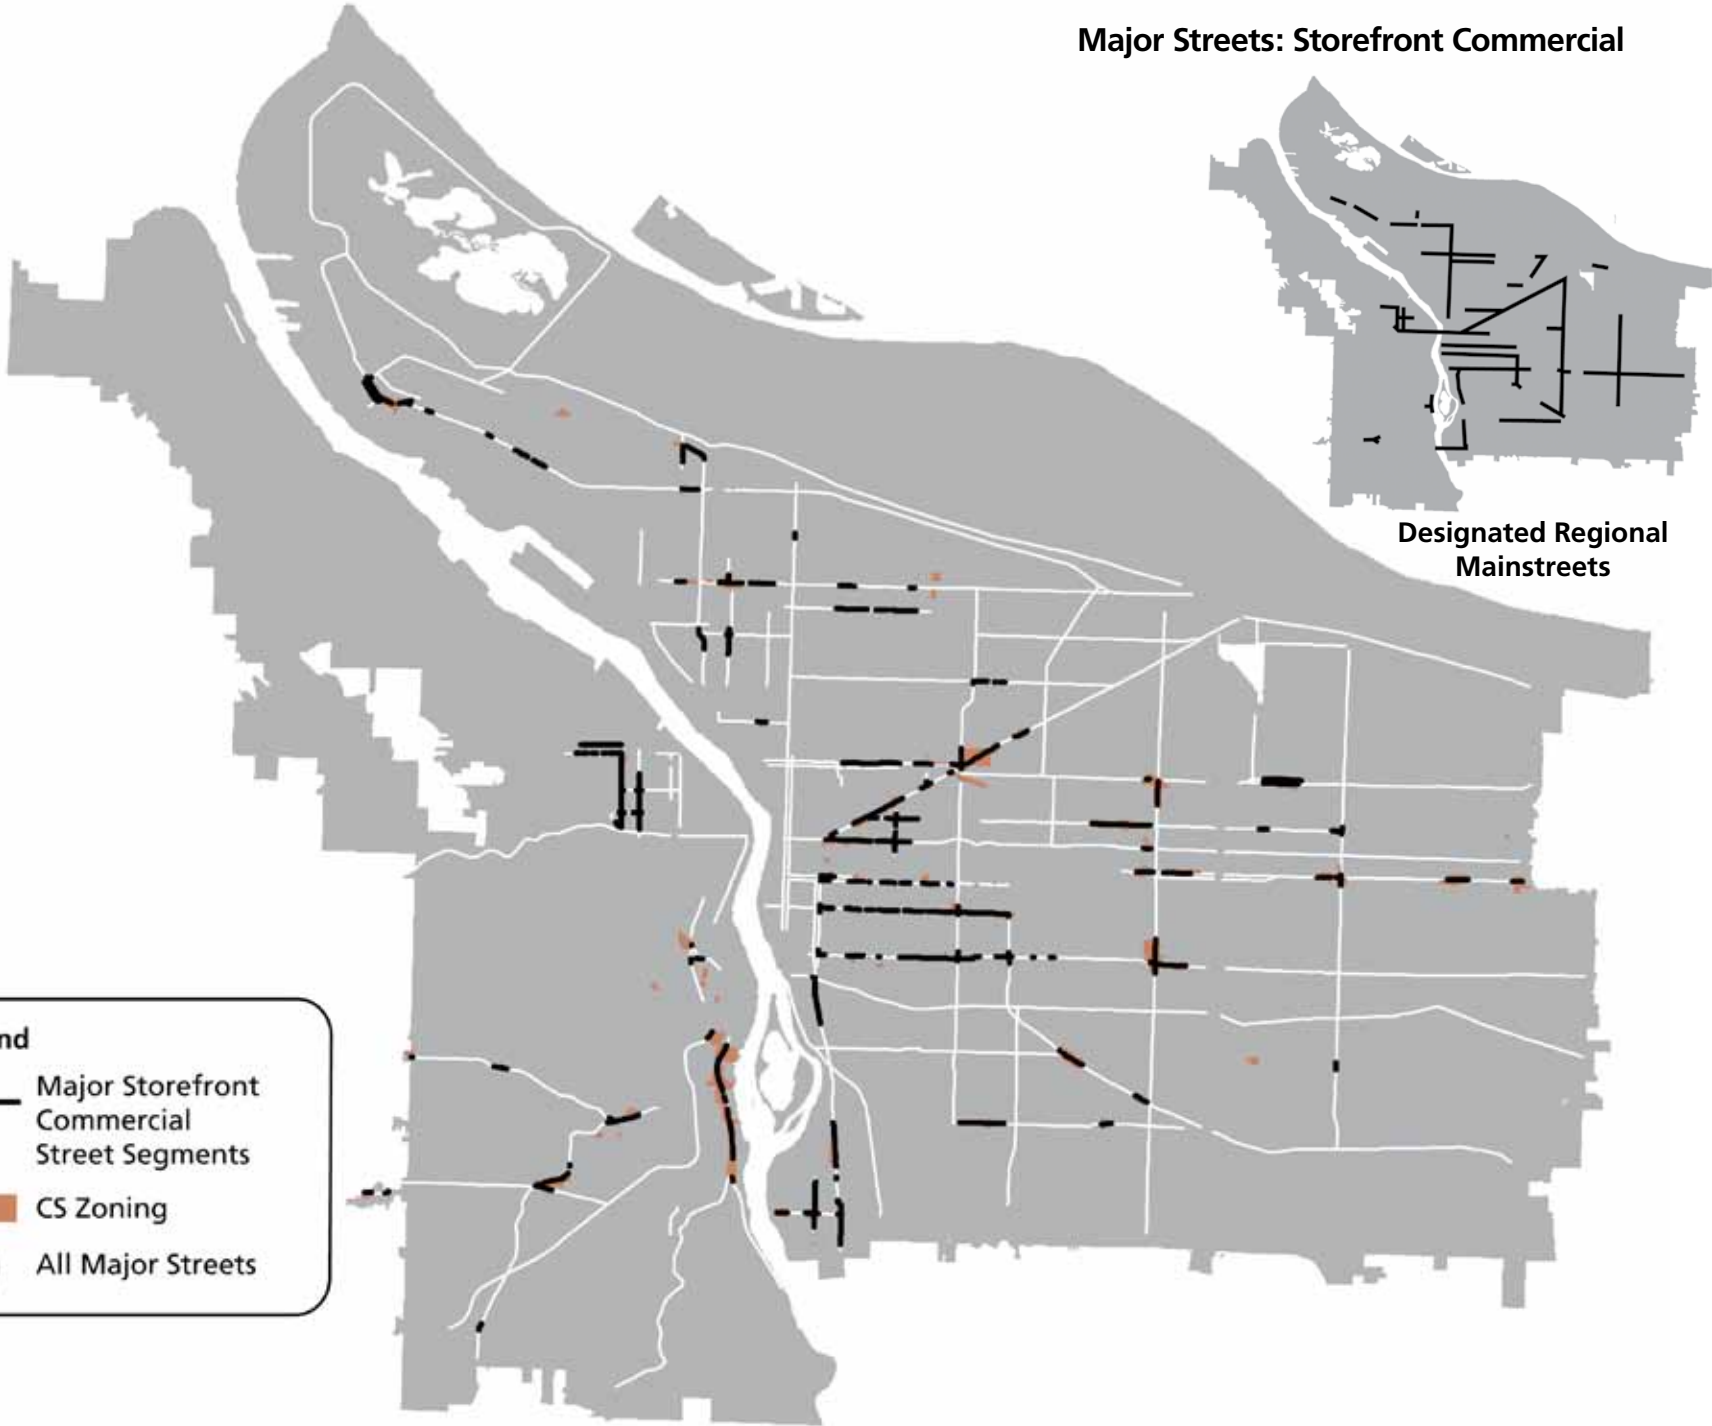 Major Streets: Storefront Commercial
Designated Regional
Mainstreets
nd
Major Storefront
Commercial
Street Segments
CS Zoning
All Major Streets